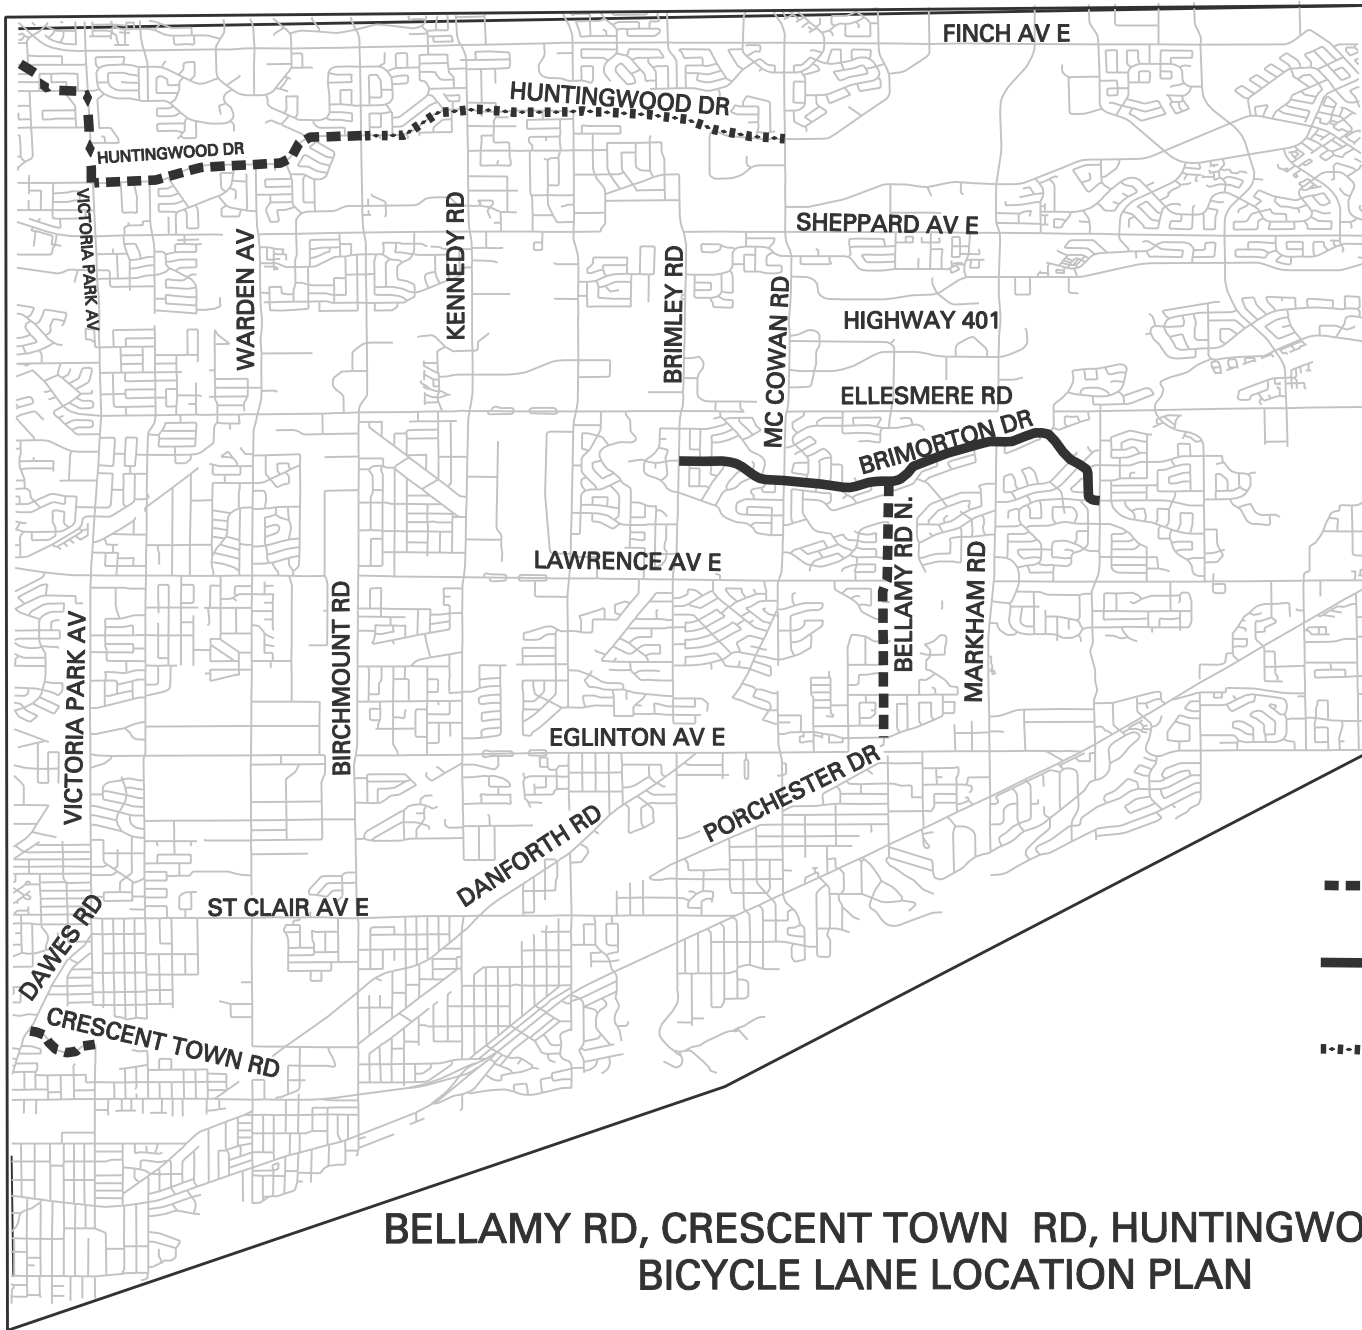 FINCH AV E
HUNTINGWOOD DR
HUNTINGWOOD DR
VICTORIA PARK AV
WARDEN AV
KENNEDY RD
SHEPPARD AV E
BRIMLEY RD
MC COWAN RD
HIGHWAY 401
ELLESMERE RD
BRIMORTON DR
BELLAMY RD N.
LAWRENCE AV E
MARKHAM RD
BIRCHMOUNT RD
VICTORIA PARK AV
EGLINTON AV E
PORCHESTER DR
DANFORTH RD
ST CLAIR AV E
DAWES RD
CRESCENT TOWN RD
BELLAMY RD, CRESCENT TOWN RD, HUNTINGWO
BICYCLE LANE LOCATION PLAN